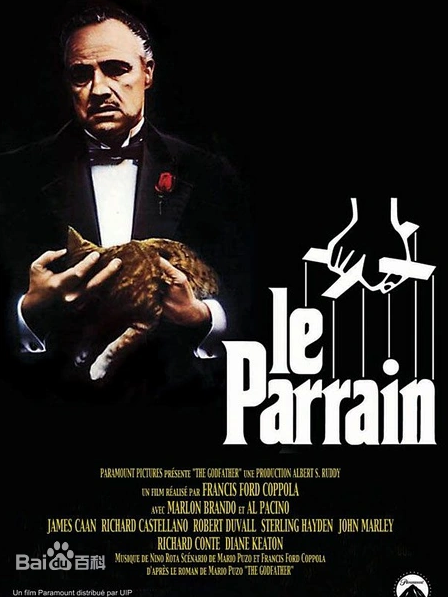 le
Parrain
PARAMOUNT PICTURES PRÉSENTE "THE GODFATHER" UNE PRODUCTION ALBERT S. RUDDY
UN FILM RÉALISÉ PAR FRANCIS FORD COPPOLA
AVEC MARLON BRANDO ET AL PACINO
JAMES CAAN RICHARD CASTELLANO ROBERT DUVALL STERLING HAYDEN JOHN MARLEY
RICHARD CONTE DIANE KEATON
MUSIQUE DE NINO ROTA SCÉNARIO DE MARIO PUZO ET FRANCIS FORD COPPOLA
D'APRÈS LE ROMAN DE MARIO PUZO "THE GODFATHER"
Bai du 百科
Paramount
Un film Paramount distribué par UIP